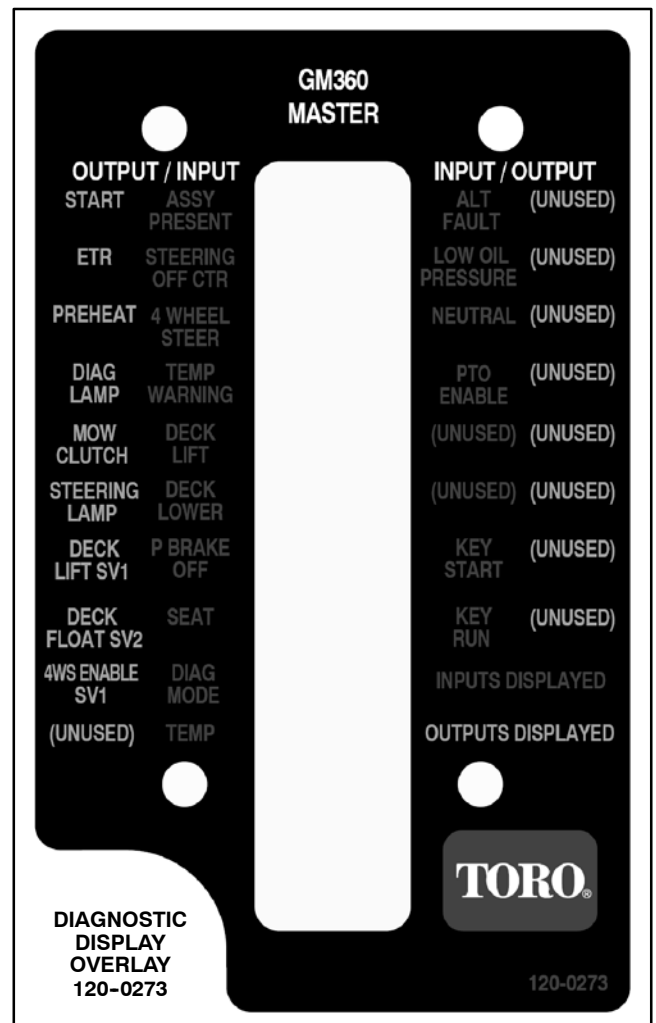 GM360
MASTER
OUTPUT / INPUT
START ASSY
PRESENT
ETR STEERING
OFF CTR
PREHEAT 4 WHEEL
STEER
DIAG TEMP
LAMP WARNING
MOW DECK
CLUTCH LIFT
STEERING DECK
LAMP LOWER
DECK P BRAKE
LIFT SV1 OFF
DECK SEAT
FLOAT SV2
4WS ENABLE DIAG
SV1 MODE
(UNUSED) TEMP
INPUT / OUTPUT
ALT (UNUSED)
FAULT
LOW OIL (UNUSED)
PRESSURE
NEUTRAL (UNUSED)
PTO (UNUSED)
ENABLE
(UNUSED) (UNUSED)
(UNUSED) (UNUSED)
KEY (UNUSED)
START
KEY (UNUSED)
RUN
INPUTS DISPLAYED
OUTPUTS DISPLAYED
TORO®
DIAGNOSTIC
DISPLAY
OVERLAY
120-0273
120-0273